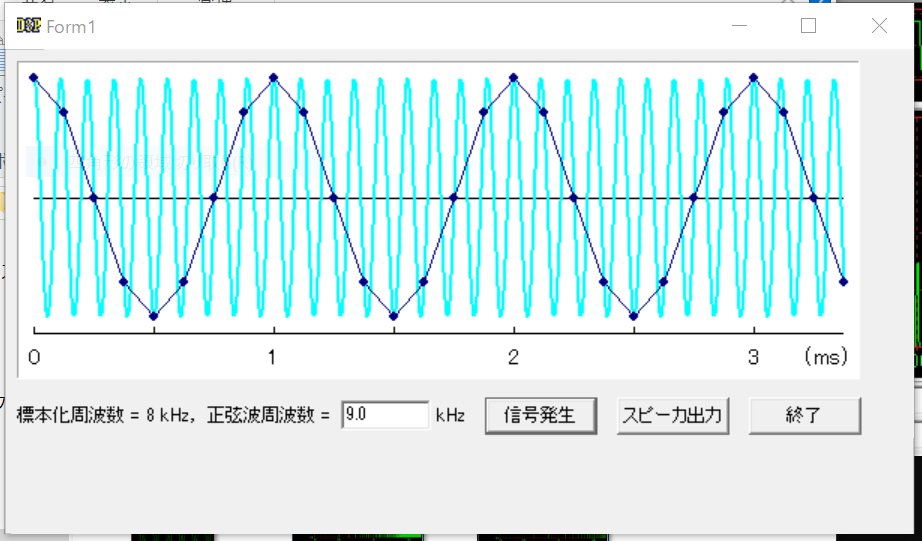 Form1
0 1 2 3 (ms)
標本化周波数 = 8 kHz, 正弦波周波数 = 9.0 kHz 信号発生 スピーカ出力 終了